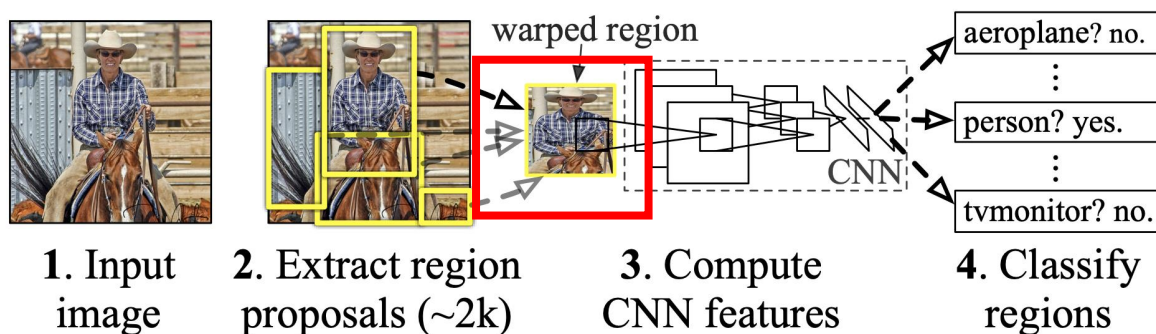 warped region
aeroplane? no.
person? yes.
CNN
tvmonitor? no.
1. Input
image
2. Extract region
proposals (~2k)
3. Compute
CNN features
4. Classify
regions